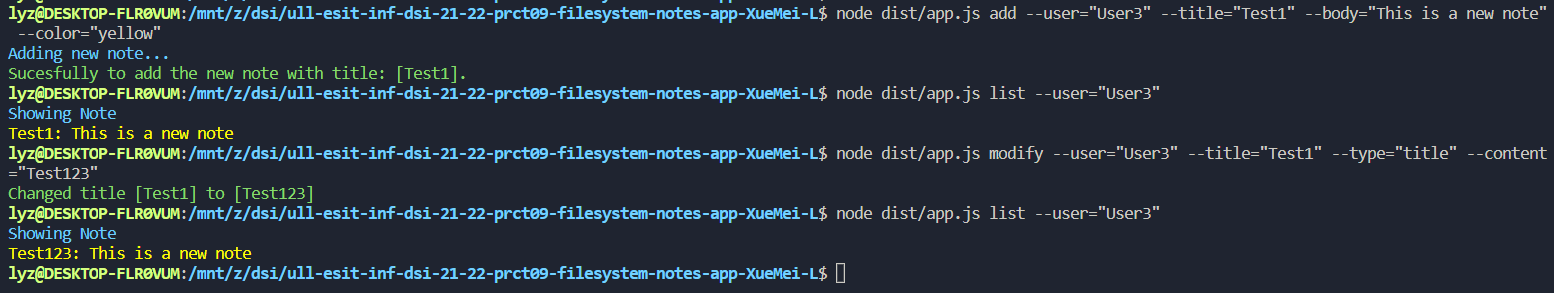 lyz@DESKTOP-FLR0VUM:/mnt/z/dsi/ull-esit-inf-dsi-21-22-prct09-filesystem-notes-app-XueMei-L$ node dist/app.js add --user="User3" --title="Test1" --body="This is a new note"
 --color="yellow"
Adding new note...
Sucesfully to add the new note with title: [Test1].
lyz@DESKTOP-FLR0VUM:/mnt/z/dsi/ull-esit-inf-dsi-21-22-prct09-filesystem-notes-app-XueMei-L$ node dist/app.js list --user="User3"
Showing Note
Test1: This is a new note
lyz@DESKTOP-FLR0VUM:/mnt/z/dsi/ull-esit-inf-dsi-21-22-prct09-filesystem-notes-app-XueMei-L$ node dist/app.js modify --user="User3" --title="Test1" --type="title" --content
="Test123"
Changed title [Test1] to [Test123]
lyz@DESKTOP-FLR0VUM:/mnt/z/dsi/ull-esit-inf-dsi-21-22-prct09-filesystem-notes-app-XueMei-L$ node dist/app.js list --user="User3"
Showing Note
Test123: This is a new note
lyz@DESKTOP-FLR0VUM:/mnt/z/dsi/ull-esit-inf-dsi-21-22-prct09-filesystem-notes-app-XueMei-L$